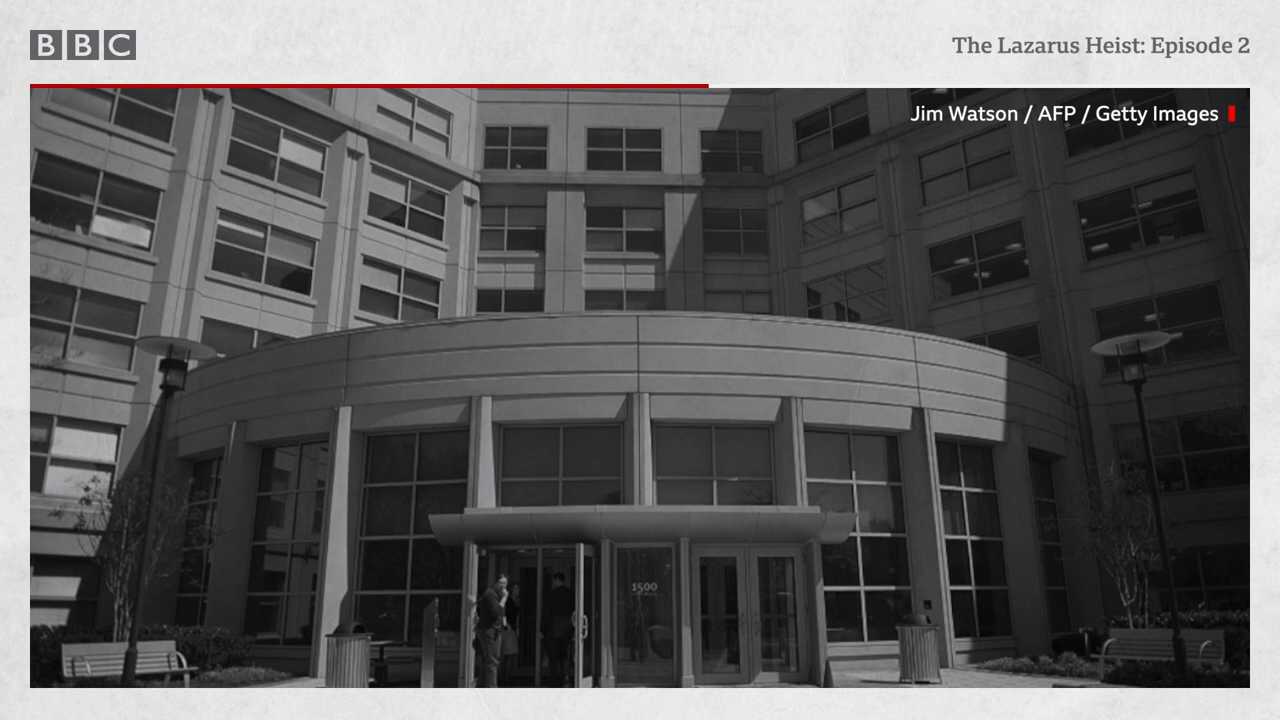 BBC
The Lazarus Heist: Episode 2
Jim Watson / AFP / Getty Images
1500